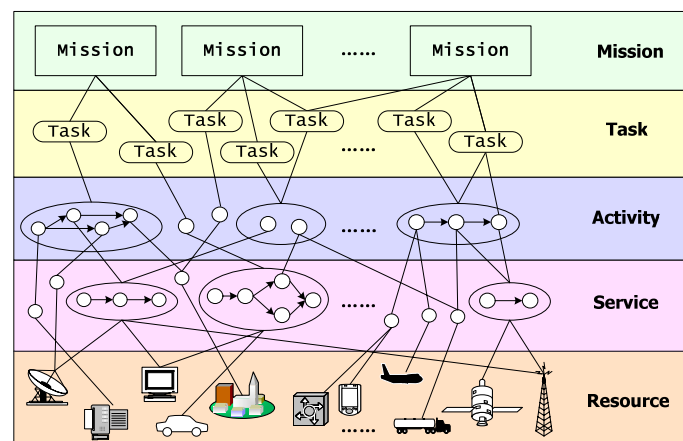 Mission Mission ...... Mission Mission
Task Task Task Task Task Task Task ...... Task
Activity ......
Service ......
Resource ......